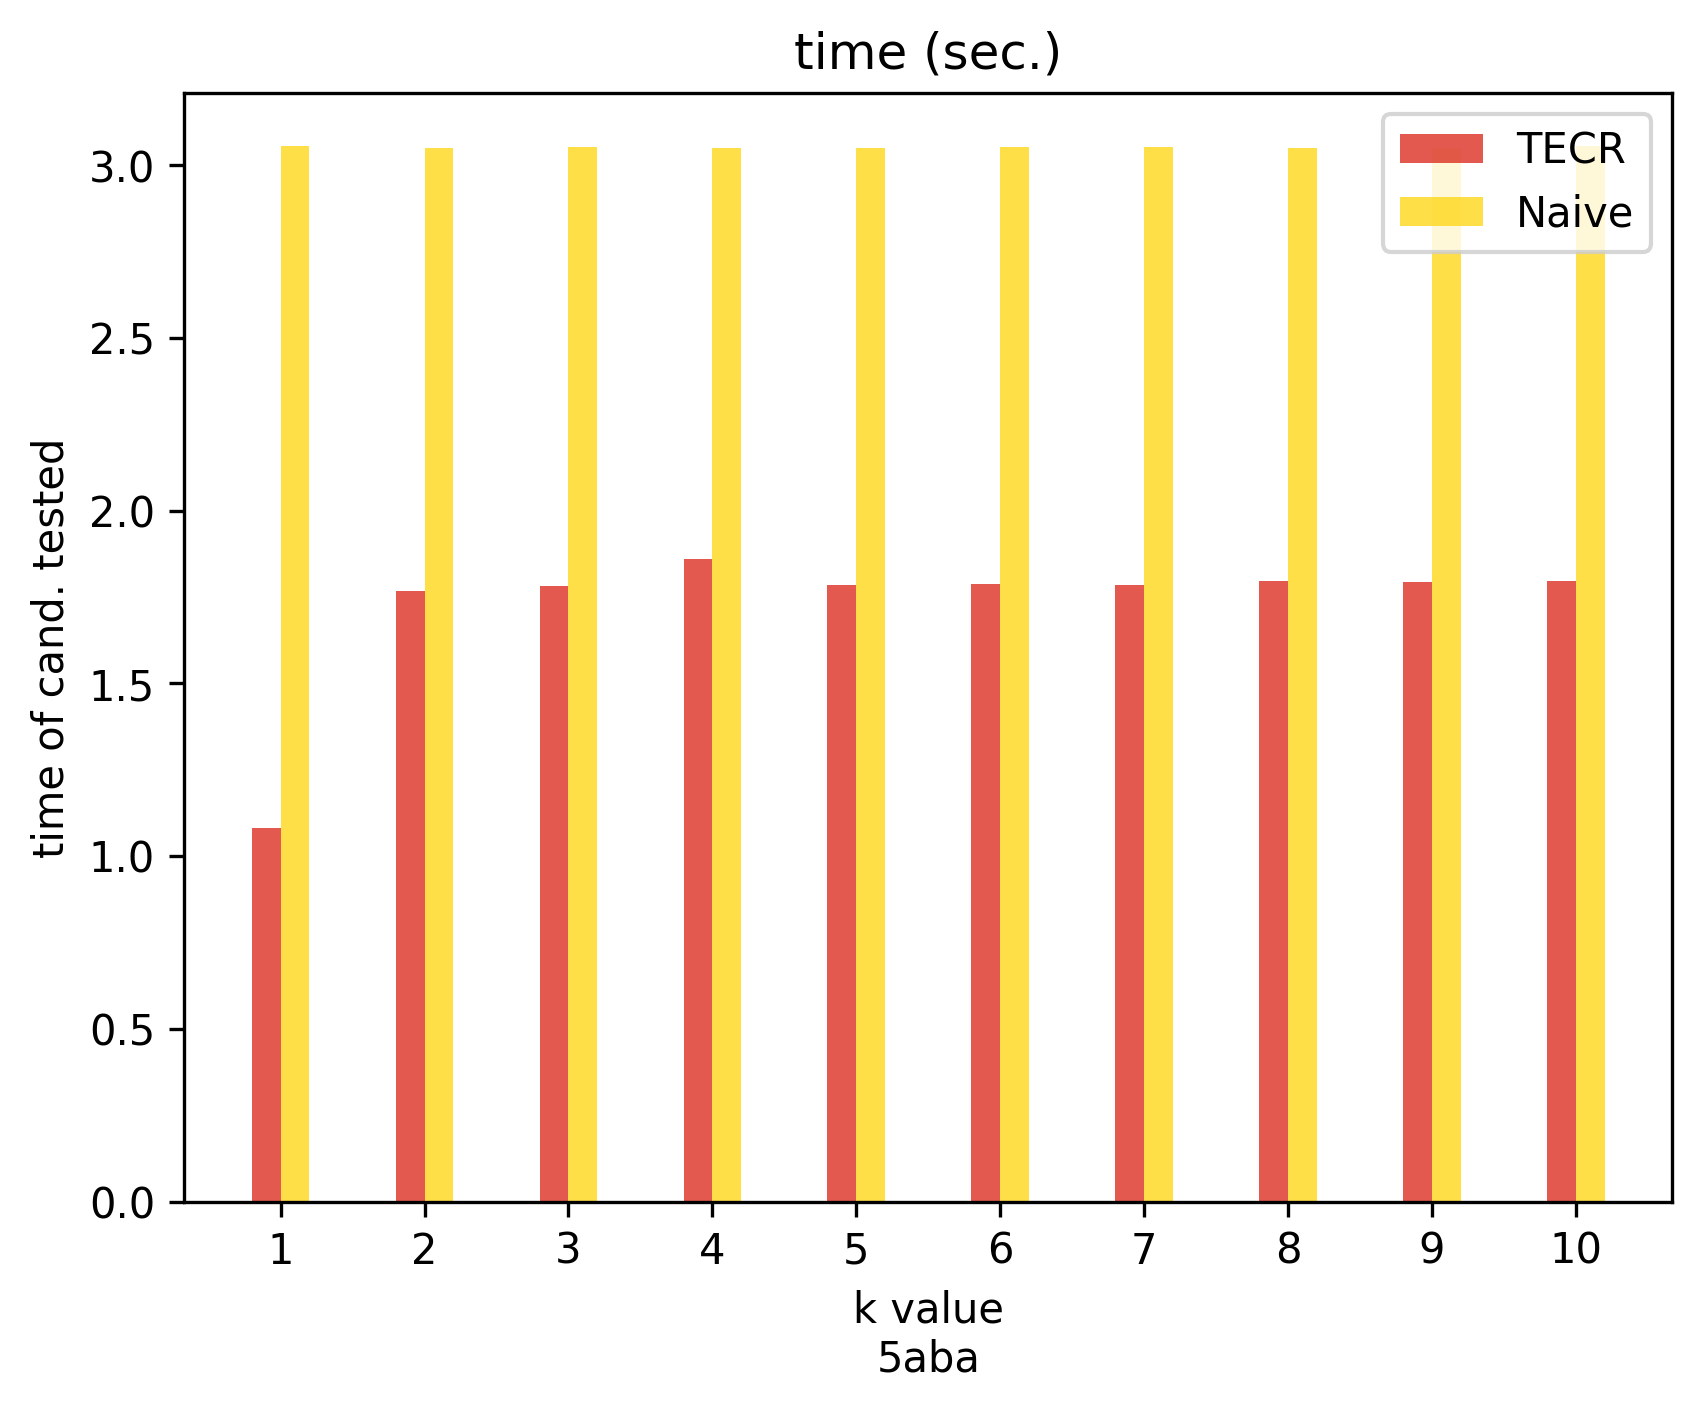 time (sec.)
TECR
Naive
time of cand. tested
3.0
2.5
2.0
1.5
1.0
0.5
0.0
1 2 3 4 5 6 7 8 9 10
k value
5aba